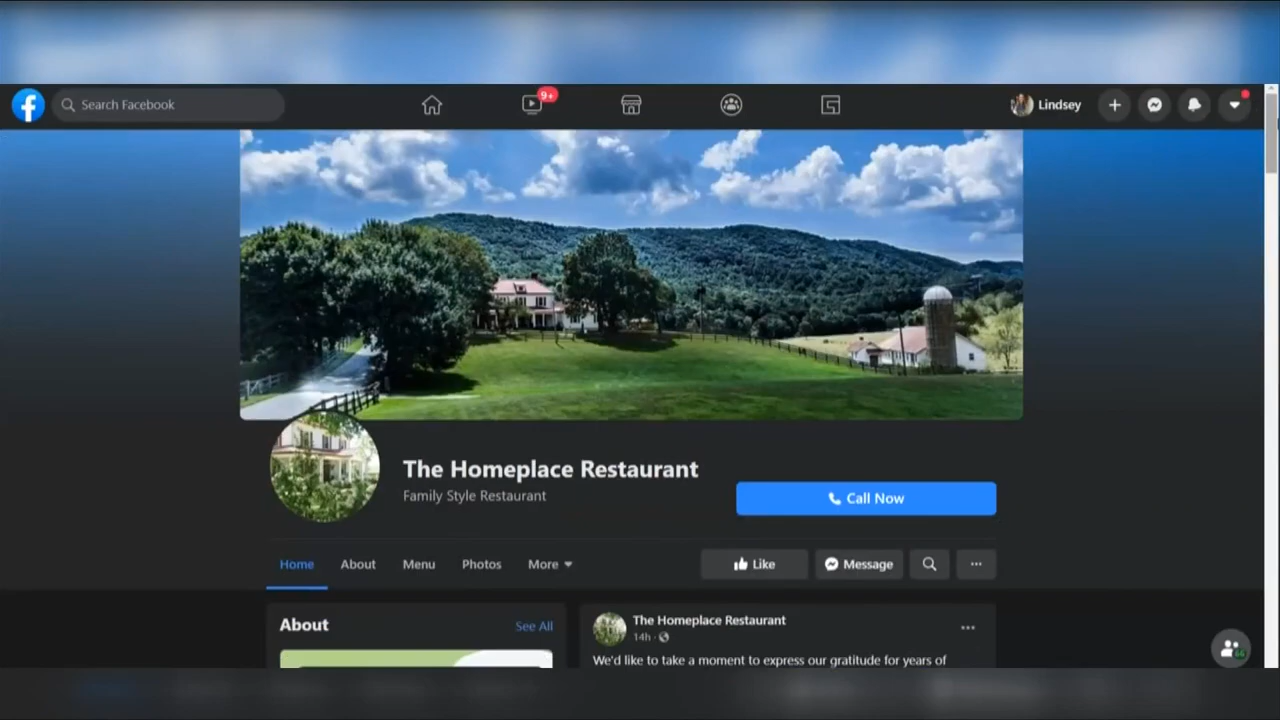 Search Facebook
9+
Lindsey
The Homeplace Restaurant
Family Style Restaurant
Call Now
Home About Menu Photos More
Like Message
About
See All
The Homeplace Restaurant
14h ·
We'd like to take a moment to express our gratitude for years of